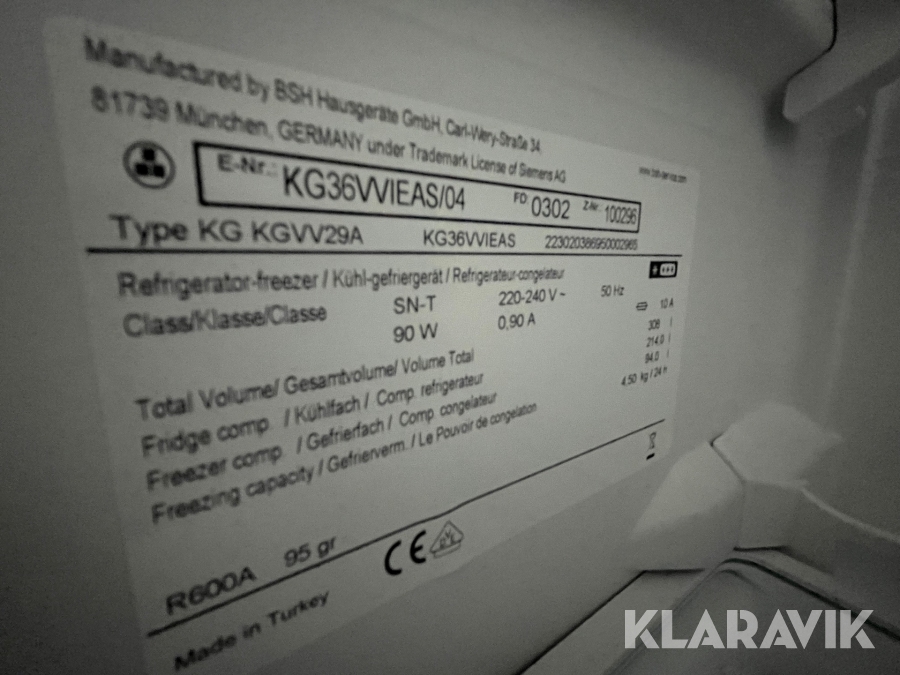 Manufactured by BSH Hausgeräte GmbH, Carl-Wery-Straße 34,
81739 München, GERMANY under Trademark License of Siemens AG
www.bsh-service.com
E-Nr.: KG36VVIEAS/04 FD: 0302 Z-Nr.: 100296
Type KG KGVV29A KG36VVIEAS 223020386950002965
Refrigerator-freezer / Kühl-gefriergerät / Refrigerateur-congelateur
Class/Klasse/Classe SN-T 220-240 V ~ 50 Hz 10 A
90 W 0,90 A
Total Volume/ Gesamtvolume/ Volume Total 308 l
Fridge comp. / Kühlfach / Comp. refrigerateur 214,0 l
Freezer comp. / Gefrierfach / Comp. congelateur 94,0 l
Freezing capacity / Gefrierverm. / Le Pouvoir de congelation 4,50 kg / 24 h
R600A 95 gr CE
Made in Turkey
KLARAVIK